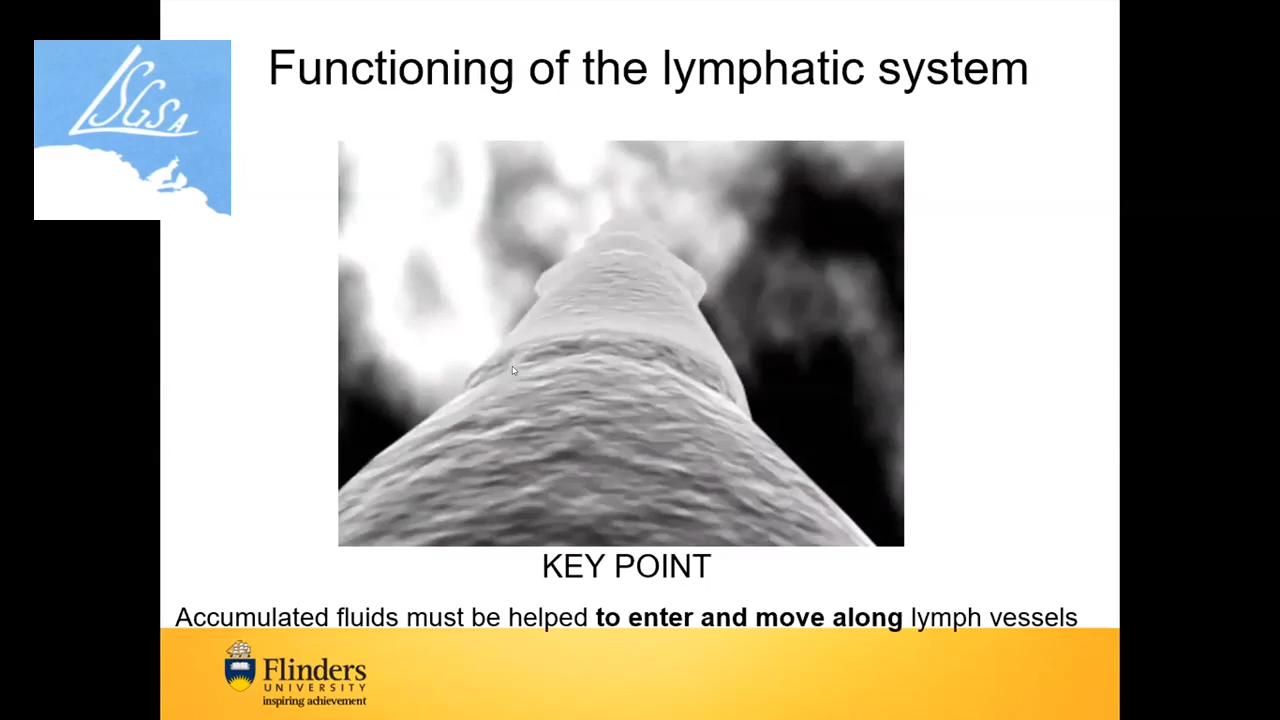 Functioning of the lymphatic system
LSGSA
KEY POINT
Accumulated fluids must be helped to enter and move along lymph vessels
Flinders
UNIVERSITY
inspiring achievement